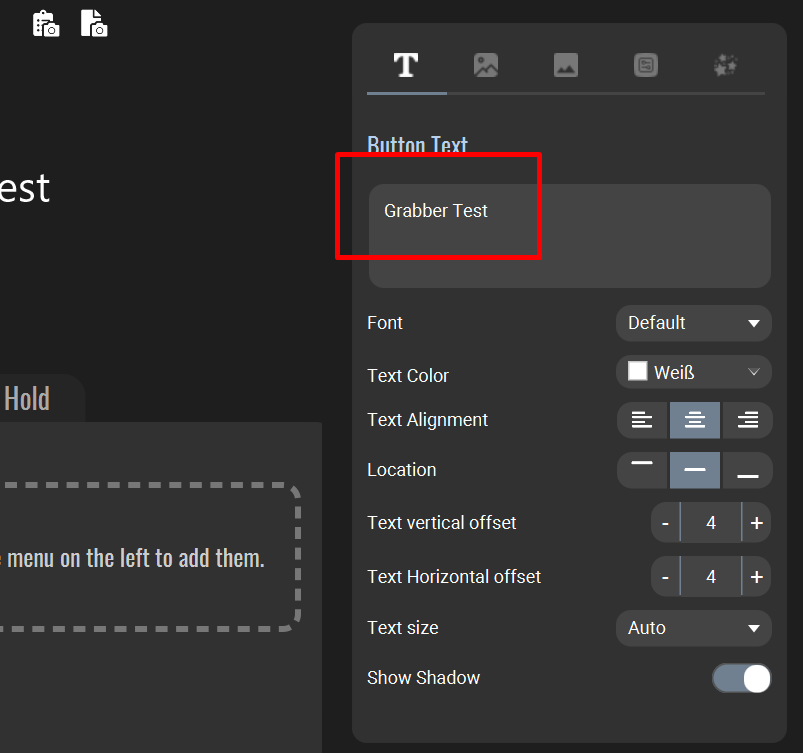 est
Hold
menu on the left to add them.
T
Button Text
Grabber Test
Font
Default
Text Color
Weiß
Text Alignment
Location
Text vertical offset
- 4 +
Text Horizontal offset
- 4 +
Text size
Auto
Show Shadow